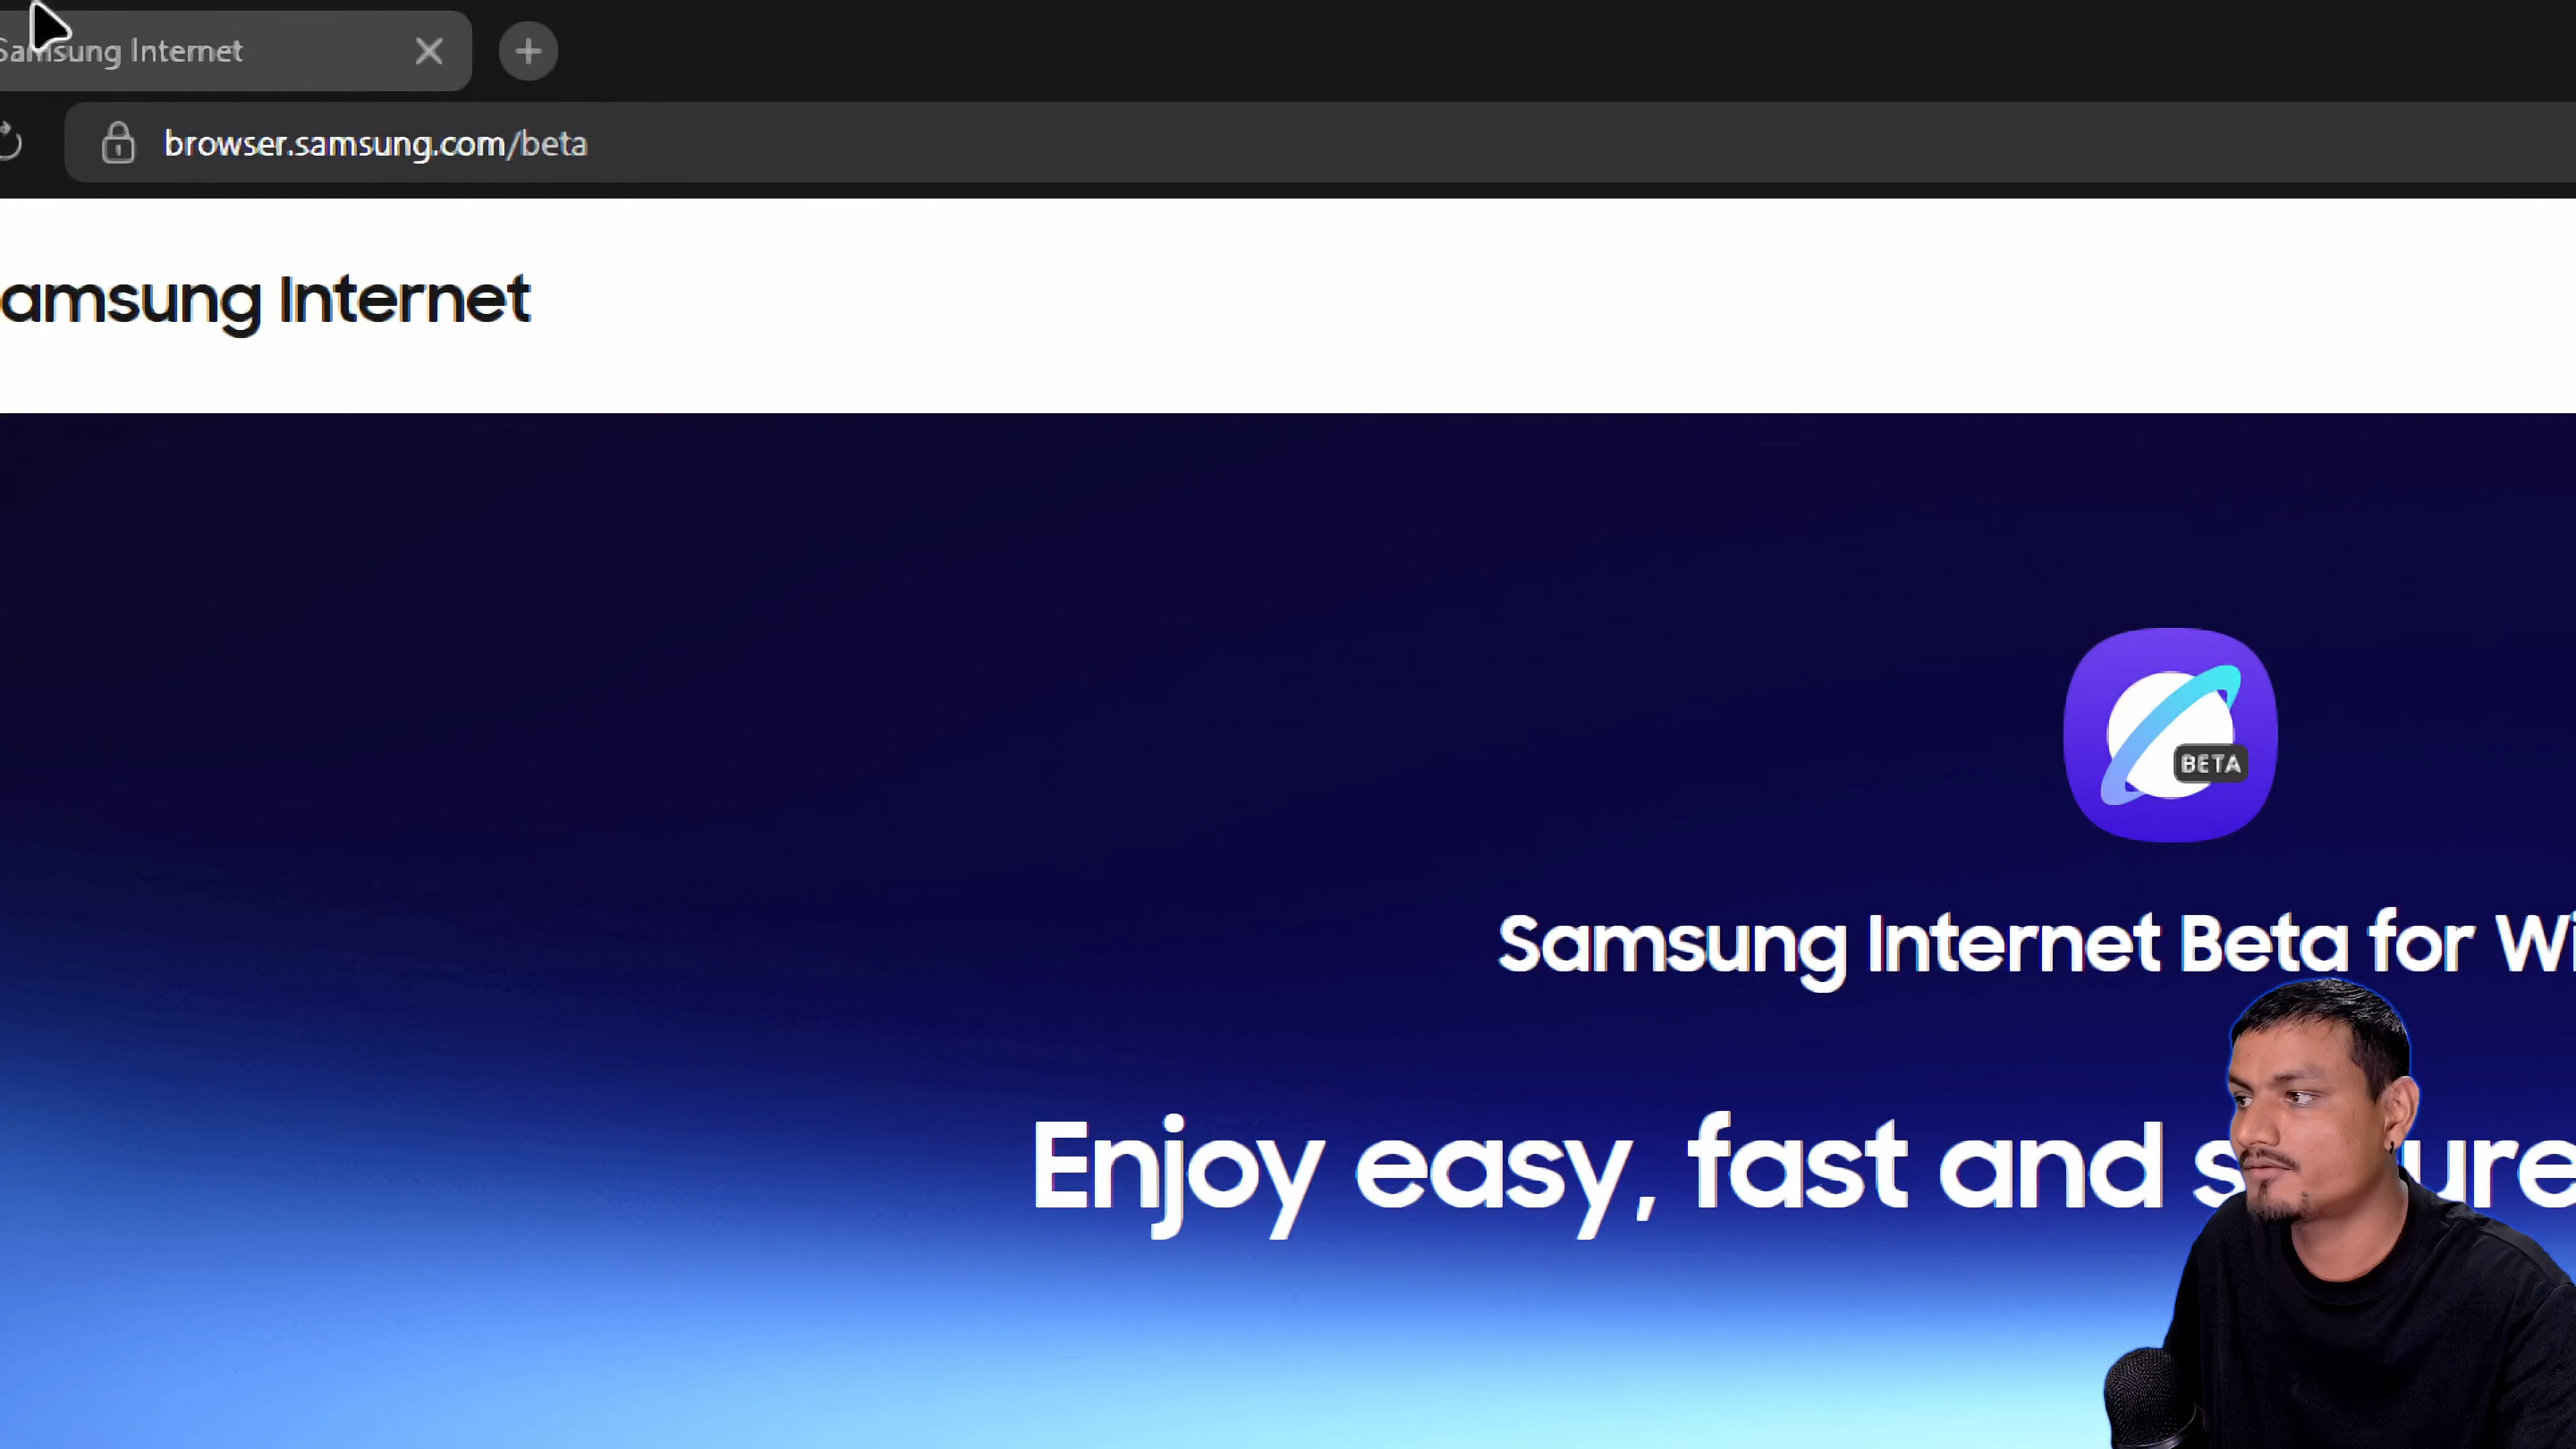 Samsung Internet
browser.samsung.com/beta
amsung Internet
BETA
Samsung Internet Beta for Wi
Enjoy easy, fast and s ure